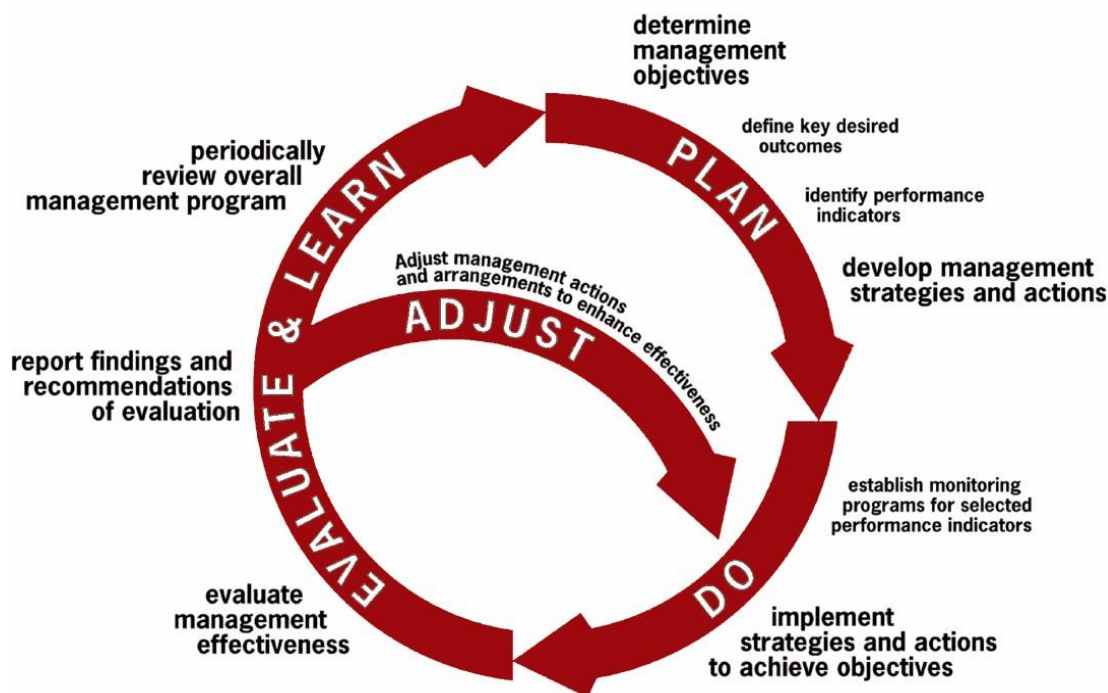 determine
management
objectives
define key desired
outcomes
identify performance
indicators
develop management
strategies and actions
PLAN
establish monitoring
programs for selected
performance indicators
DO
implement
strategies and actions
to achieve objectives
evaluate
management
effectiveness
EVALUATE & LEARN
report findings and
recommendations
of evaluation
periodically
review overall
management program
Adjust management actions
and arrangements to enhance effectiveness
ADJUST